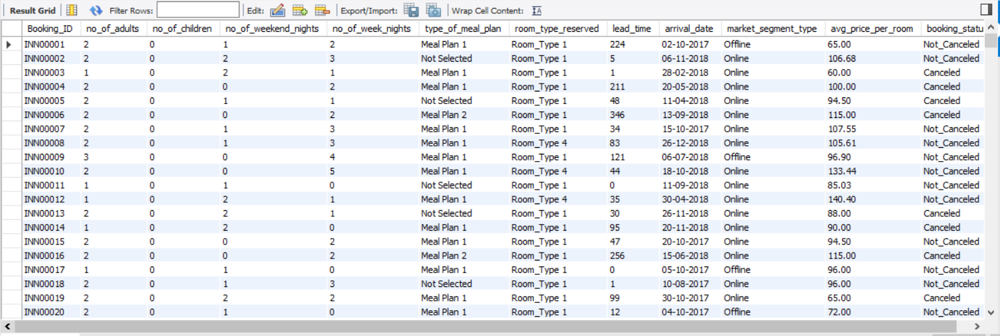 Result Grid Filter Rows: Edit: Export/Import: Wrap Cell Content: IA
Booking_ID no_of_adults no_of_children no_of_weekend_nights no_of_week_nights type_of_meal_plan room_type_reserved lead_time arrival_date market_segment_type avg_price_per_room booking_statu
INN00001 2 0 1 2 Meal Plan 1 Room_Type 1 224 02-10-2017 Offline 65.00 Not_Canceled
INN00002 2 0 2 3 Not Selected Room_Type 1 5 06-11-2018 Online 106.68 Not_Canceled
INN00003 1 0 2 1 Meal Plan 1 Room_Type 1 1 28-02-2018 Online 60.00 Canceled
INN00004 2 0 0 2 Meal Plan 1 Room_Type 1 211 20-05-2018 Online 100.00 Canceled
INN00005 2 0 1 1 Not Selected Room_Type 1 48 11-04-2018 Online 94.50 Canceled
INN00006 2 0 0 2 Meal Plan 2 Room_Type 1 346 13-09-2018 Online 115.00 Canceled
INN00007 2 0 1 3 Meal Plan 1 Room_Type 1 34 15-10-2017 Online 107.55 Not_Canceled
INN00008 2 0 1 3 Meal Plan 1 Room_Type 4 83 26-12-2018 Online 105.61 Not_Canceled
INN00009 3 0 0 4 Meal Plan 1 Room_Type 1 121 06-07-2018 Offline 96.90 Not_Canceled
INN00010 2 0 0 5 Meal Plan 1 Room_Type 4 44 18-10-2018 Online 133.44 Not_Canceled
INN00011 1 0 1 0 Not Selected Room_Type 1 0 11-09-2018 Online 85.03 Not_Canceled
INN00012 1 0 2 1 Meal Plan 1 Room_Type 4 35 30-04-2018 Online 140.40 Not_Canceled
INN00013 2 0 2 1 Not Selected Room_Type 1 30 26-11-2018 Online 88.00 Canceled
INN00014 1 0 2 0 Meal Plan 1 Room_Type 1 95 20-11-2018 Online 90.00 Canceled
INN00015 2 0 0 2 Meal Plan 1 Room_Type 1 47 20-10-2017 Online 94.50 Not_Canceled
INN00016 2 0 0 2 Meal Plan 2 Room_Type 1 256 15-06-2018 Online 115.00 Canceled
INN00017 1 0 1 0 Meal Plan 1 Room_Type 1 0 05-10-2017 Offline 96.00 Not_Canceled
INN00018 2 0 1 3 Not Selected Room_Type 1 1 10-08-2017 Online 96.00 Not_Canceled
INN00019 2 0 2 2 Meal Plan 1 Room_Type 1 99 30-10-2017 Online 65.00 Canceled
INN00020 2 0 1 0 Meal Plan 1 Room_Type 1 12 04-10-2017 Offline 72.00 Not_Canceled